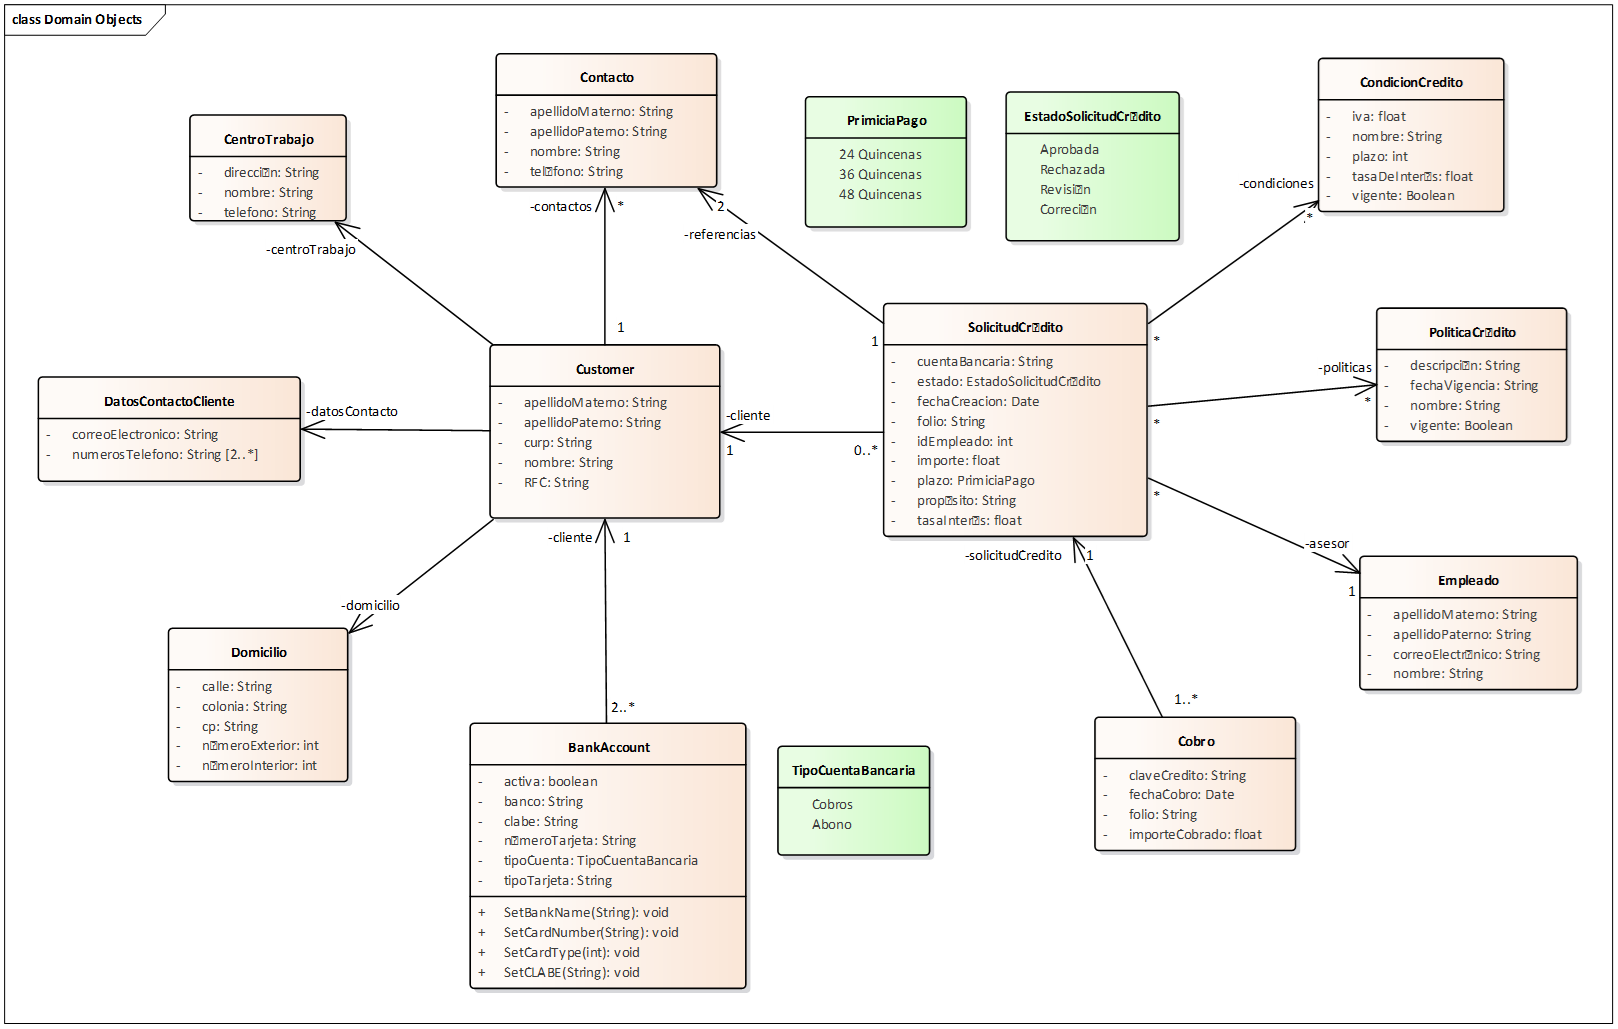 class Domain Objects
Contacto
- apellidoMaterno: String
- apellidoPaterno: String
- nombre: String
- tel�fono: String
CentroTrabajo
- direcci�n: String
- nombre: String
- telefono: String
PrimiciaPago
24 Quincenas
36 Quincenas
48 Quincenas
EstadoSolicitudCr�dito
Aprobada
Rechazada
Revisi�n
Correci�n
CondicionCredito
- iva: float
- nombre: String
- plazo: int
- tasaDeInter�s: float
- vigente: Boolean
-condiciones
*
-contactos
*
2
-referencias
-centroTrabajo
1
1
*
SolicitudCr�dito
- cuentaBancaria: String
- estado: EstadoSolicitudCr�dito
- fechaCreacion: Date
- folio: String
- idEmpleado: int
- importe: float
- plazo: PrimiciaPago
- prop�sito: String
- tasaInter�s: float
PoliticaCr�dito
- descripci�n: String
- fechaVigencia: String
- nombre: String
- vigente: Boolean
-politicas
*
*
Customer
- apellidoMaterno: String
- apellidoPaterno: String
- curp: String
- nombre: String
- RFC: String
DatosContactoCliente
- correoElectronico: String
- numerosTelefono: String [2..*]
-datosContacto
-cliente
1
0..*
*
-cliente
1
-solicitudCredito
1
-asesor
1
Empleado
- apellidoMaterno: String
- apellidoPaterno: String
- correoElectr�nico: String
- nombre: String
-domicilio
Domicilio
- calle: String
- colonia: String
- cp: String
- n�meroExterior: int
- n�meroInterior: int
2..*
BankAccount
- activa: boolean
- banco: String
- clabe: String
- n�meroTarjeta: String
- tipoCuenta: TipoCuentaBancaria
- tipoTarjeta: String
+ SetBankName(String): void
+ SetCardNumber(String): void
+ SetCardType(int): void
+ SetCLABE(String): void
TipoCuentaBancaria
Cobros
Abono
1..*
Cobro
- claveCredito: String
- fechaCobro: Date
- folio: String
- importeCobrado: float